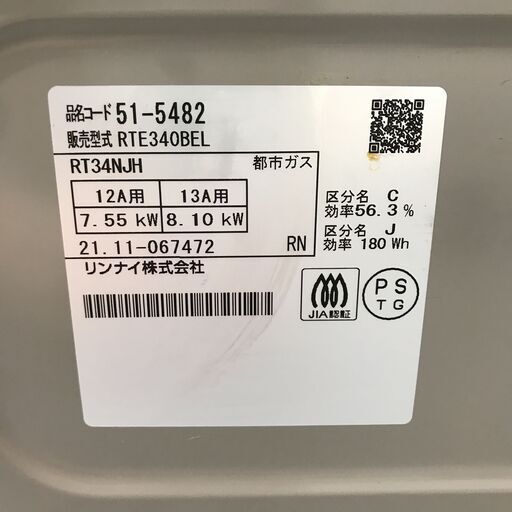 品名コード 51-5482
販売型式 RTE340BEL
RT34NJH 都市ガス
12A用 13A用
7.55 kW 8.10 kW
21.11-067472 RN
リンナイ株式会社
区分名 C
効率56.3 %
区分名 J
効率 180 Wh
JIA認証
PS
TG